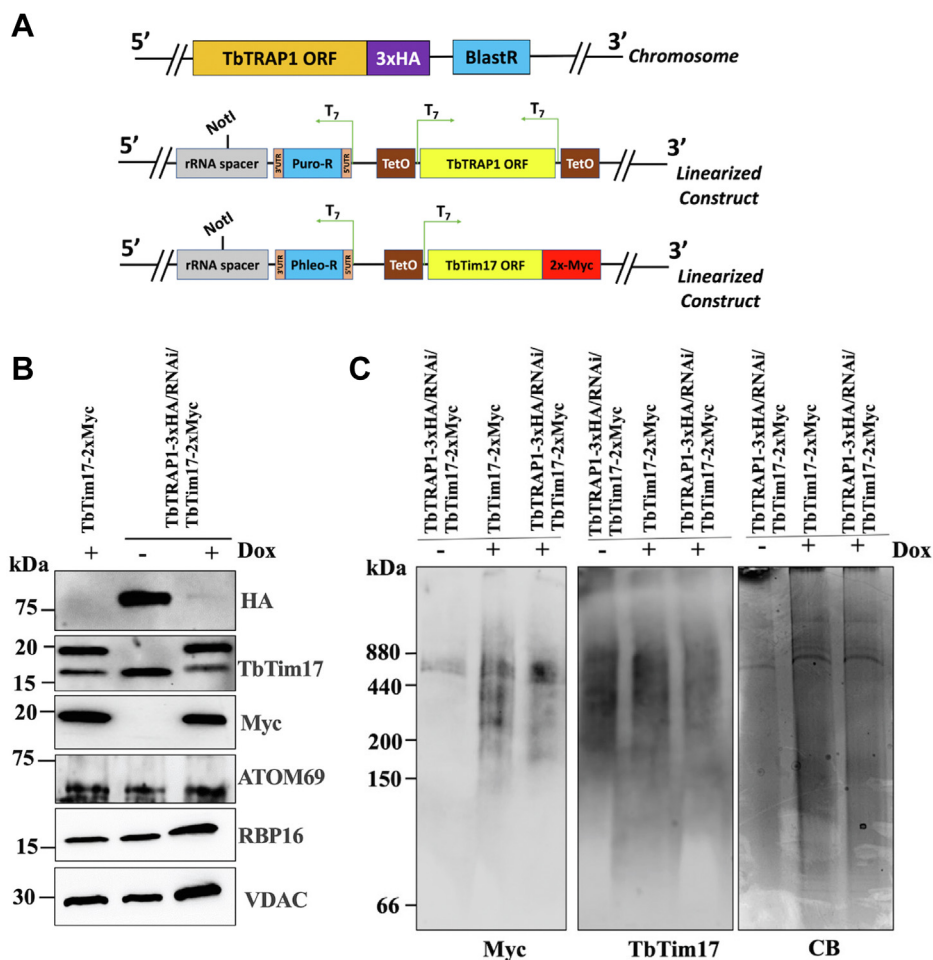 A
5’
TbTRAP1 ORF
3xHA
BlastR
3’
Chromosome
NotI
T7
T7
T7
5’
rRNA spacer
3'UTR
Puro-R
5'UTR
TetO
TbTRAP1 ORF
TetO
3’
Linearized
Construct
NotI
T7
T7
5’
rRNA spacer
3'UTR
Phleo-R
5'UTR
TetO
TbTim17 ORF
2x-Myc
3’
Linearized
Construct
B
TbTim17-2xMyc
TbTRAP1-3xHA/RNAi/
TbTim17-2xMyc
+
-
+
Dox
kDa
75
HA
20
15
TbTim17
20
Myc
75
ATOM69
15
RBP16
30
VDAC
C
TbTRAP1-3xHA/RNAi/
TbTim17-2xMyc
TbTim17-2xMyc
TbTRAP1-3xHA/RNAi/
TbTim17-2xMyc
TbTRAP1-3xHA/RNAi/
TbTim17-2xMyc
TbTim17-2xMyc
TbTRAP1-3xHA/RNAi/
TbTim17-2xMyc
TbTRAP1-3xHA/RNAi/
TbTim17-2xMyc
TbTim17-2xMyc
TbTRAP1-3xHA/RNAi/
TbTim17-2xMyc
- + +
- + +
- + +
Dox
kDa
880
440
200
150
66
Myc
TbTim17
CB